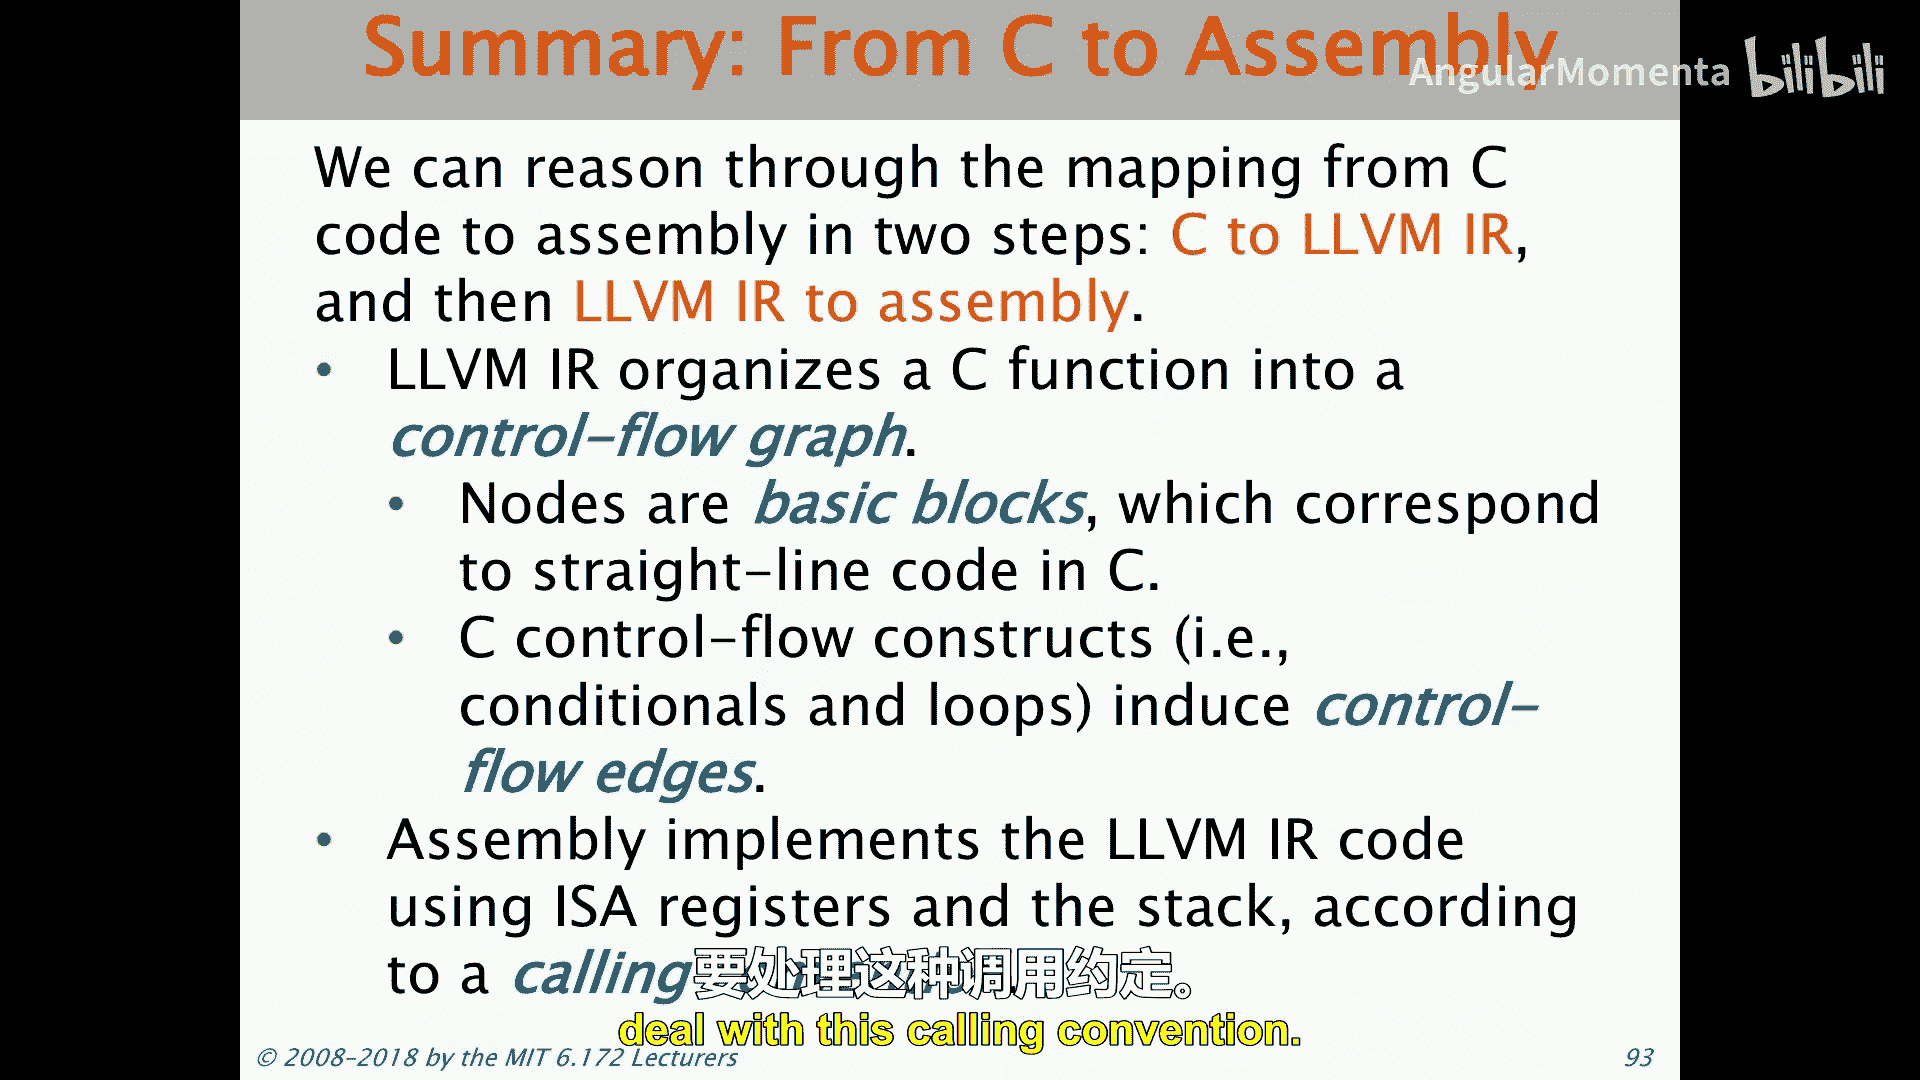 Summary: From C to Assembly
AngularMomenta bilibili
We can reason through the mapping from C
code to assembly in two steps: C to LLVM IR,
and then LLVM IR to assembly.
• LLVM IR organizes a C function into a
control-flow graph.
• Nodes are basic blocks, which correspond
to straight-line code in C.
• C control-flow constructs (i.e.,
conditionals and loops) induce control-
flow edges.
• Assembly implements the LLVM IR code
using ISA registers and the stack, according
to a calling
要处理这种调用约定。
deal with this calling convention.
© 2008–2018 by the MIT 6.172 Lecturers
93